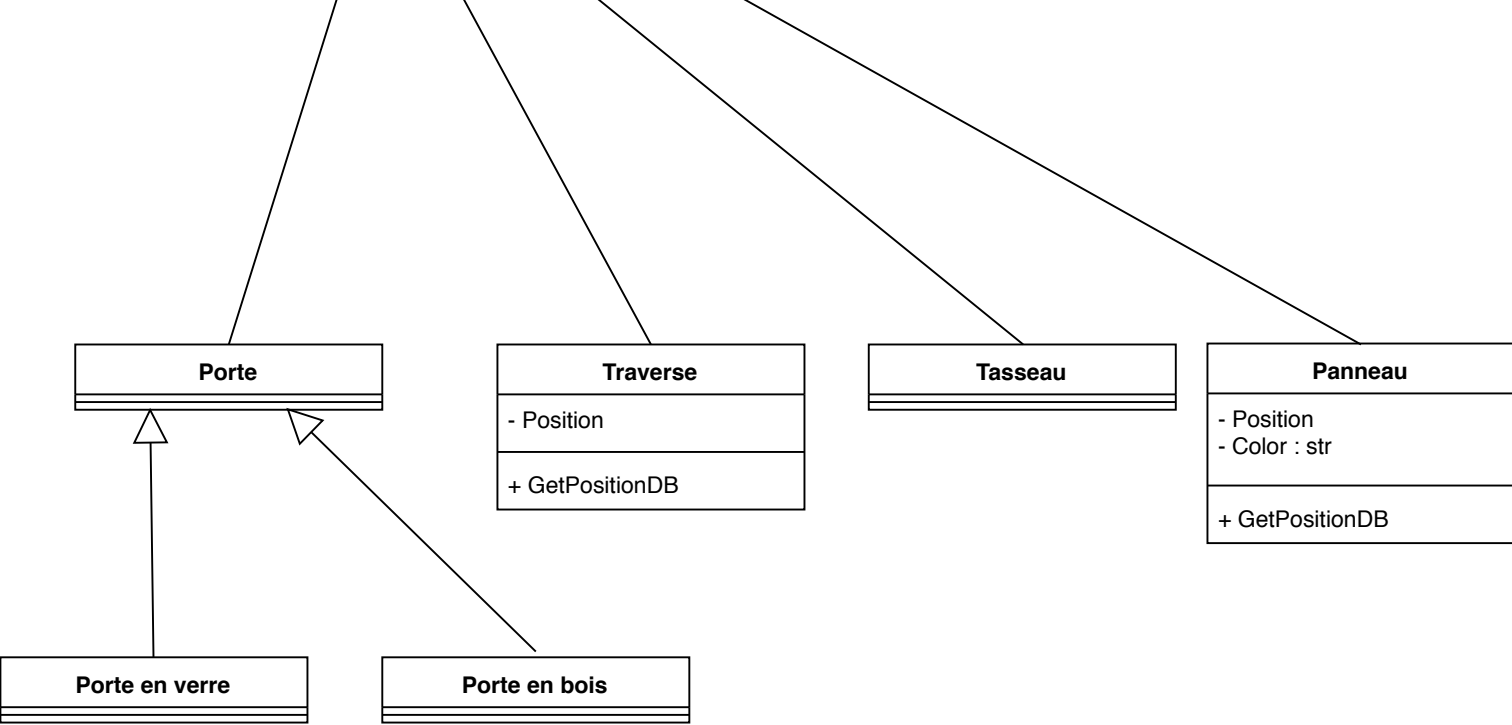 Porte
Traverse
- Position
+ GetPositionDB
Tasseau
Panneau
- Position
- Color : str
+ GetPositionDB
Porte en verre
Porte en bois